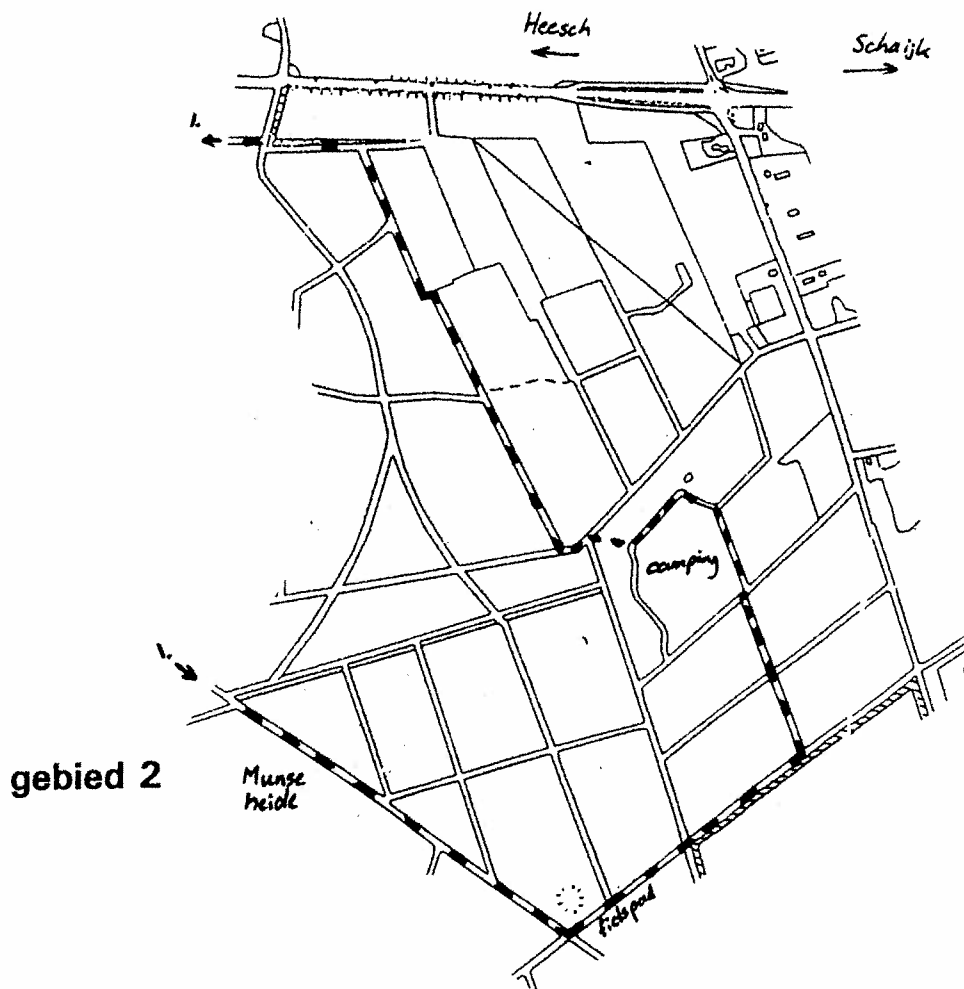 Heesch
Schaijk
1.
camping
1.
gebied 2
Munse
heide
fietspad